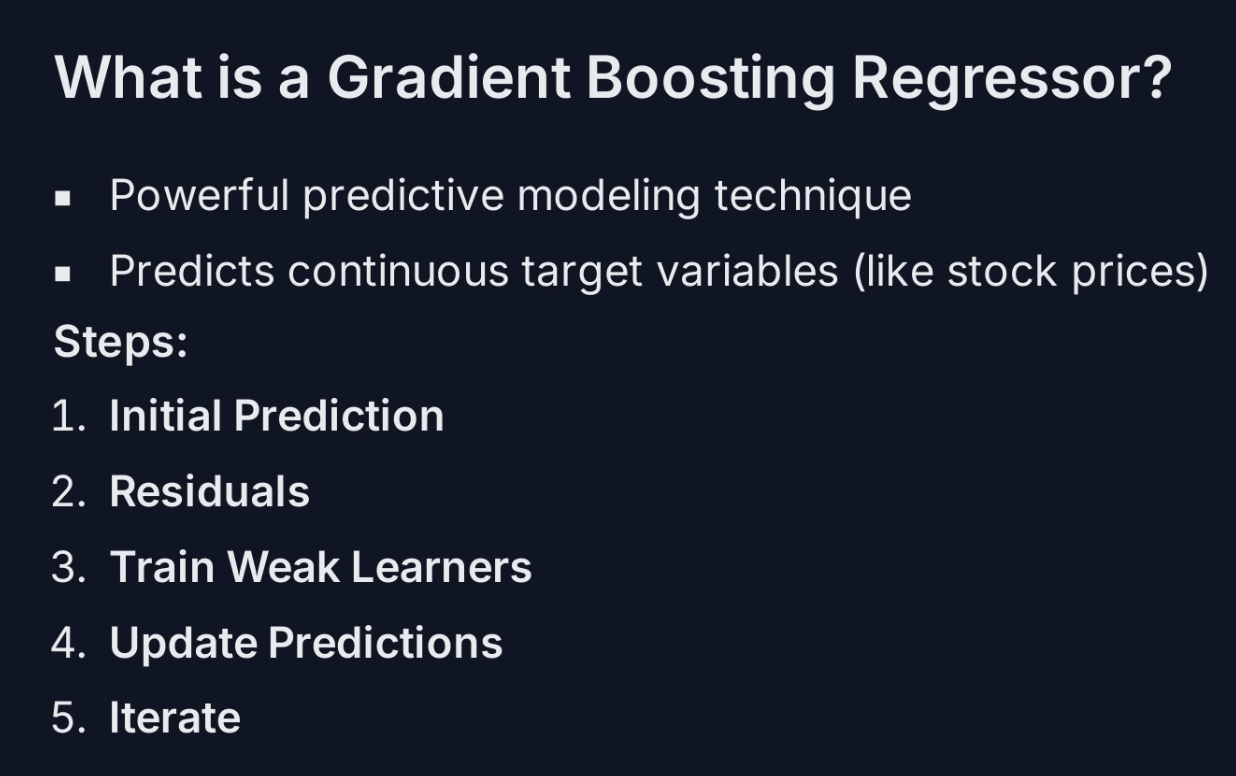 What is a Gradient Boosting Regressor?
▪ Powerful predictive modeling technique
▪ Predicts continuous target variables (like stock prices)
Steps:
1. Initial Prediction
2. Residuals
3. Train Weak Learners
4. Update Predictions
5. Iterate